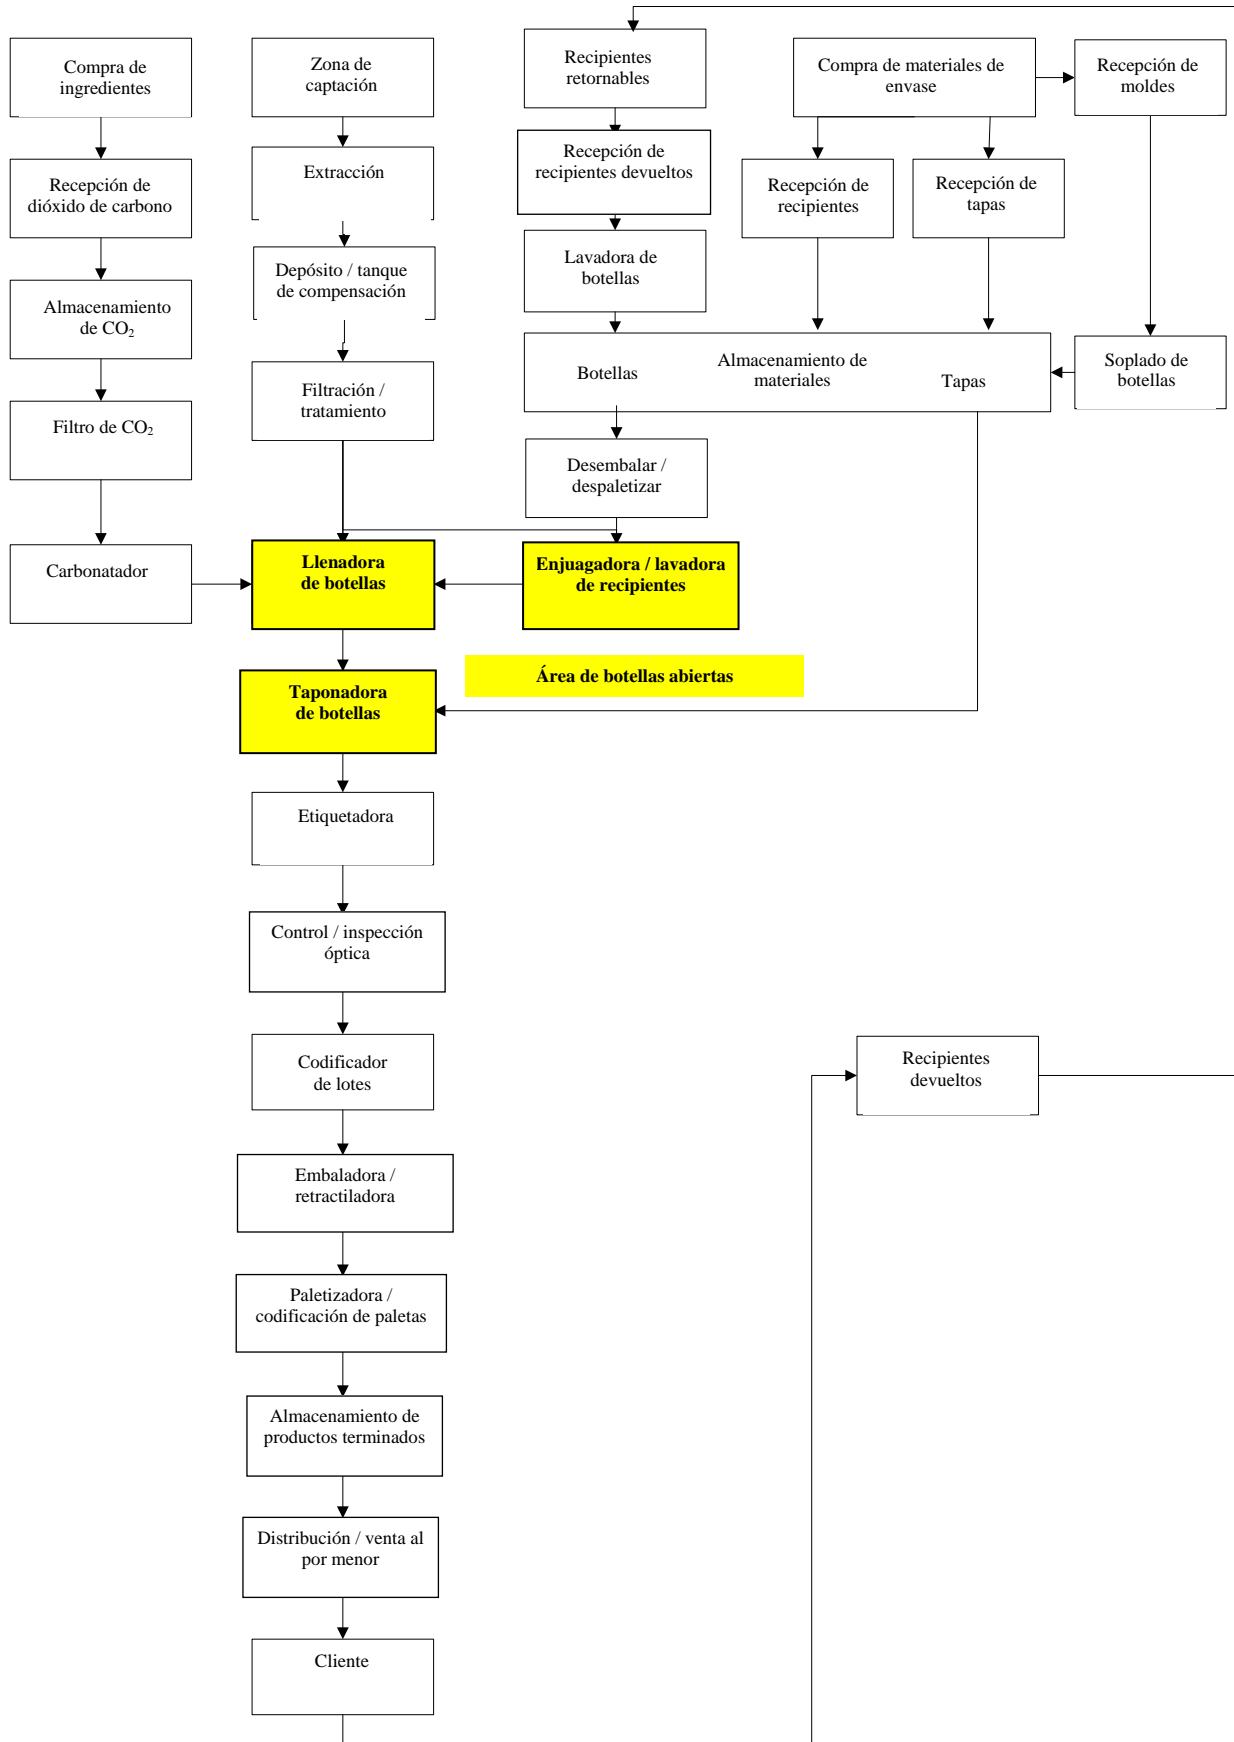 Compra de
ingredientes
Zona de
captación
Recipientes
retornables
Compra de materiales de
envase
Recepción de
moldes
Recepción de
dióxido de carbono
Extracción
Recepción de
recipientes devueltos
Recepción de
recipientes
Recepción de
tapas
Almacenamiento
de CO₂
Depósito / tanque
de compensación
Lavadora de
botellas
Filtro de CO₂
Filtración /
tratamiento
Botellas
Almacenamiento de
materiales
Tapas
Soplado de
botellas
Desembalar /
despaletizar
Carbonatador
Llenadora
de botellas
Enjuagadora / lavadora
de recipientes
Área de botellas abiertas
Taponadora
de botellas
Etiquetadora
Control / inspección
óptica
Codificador
de lotes
Recipientes
devueltos
Embaladora /
retractiladora
Paletizadora /
codificación de paletas
Almacenamiento de
productos terminados
Distribución / venta al
por menor
Cliente